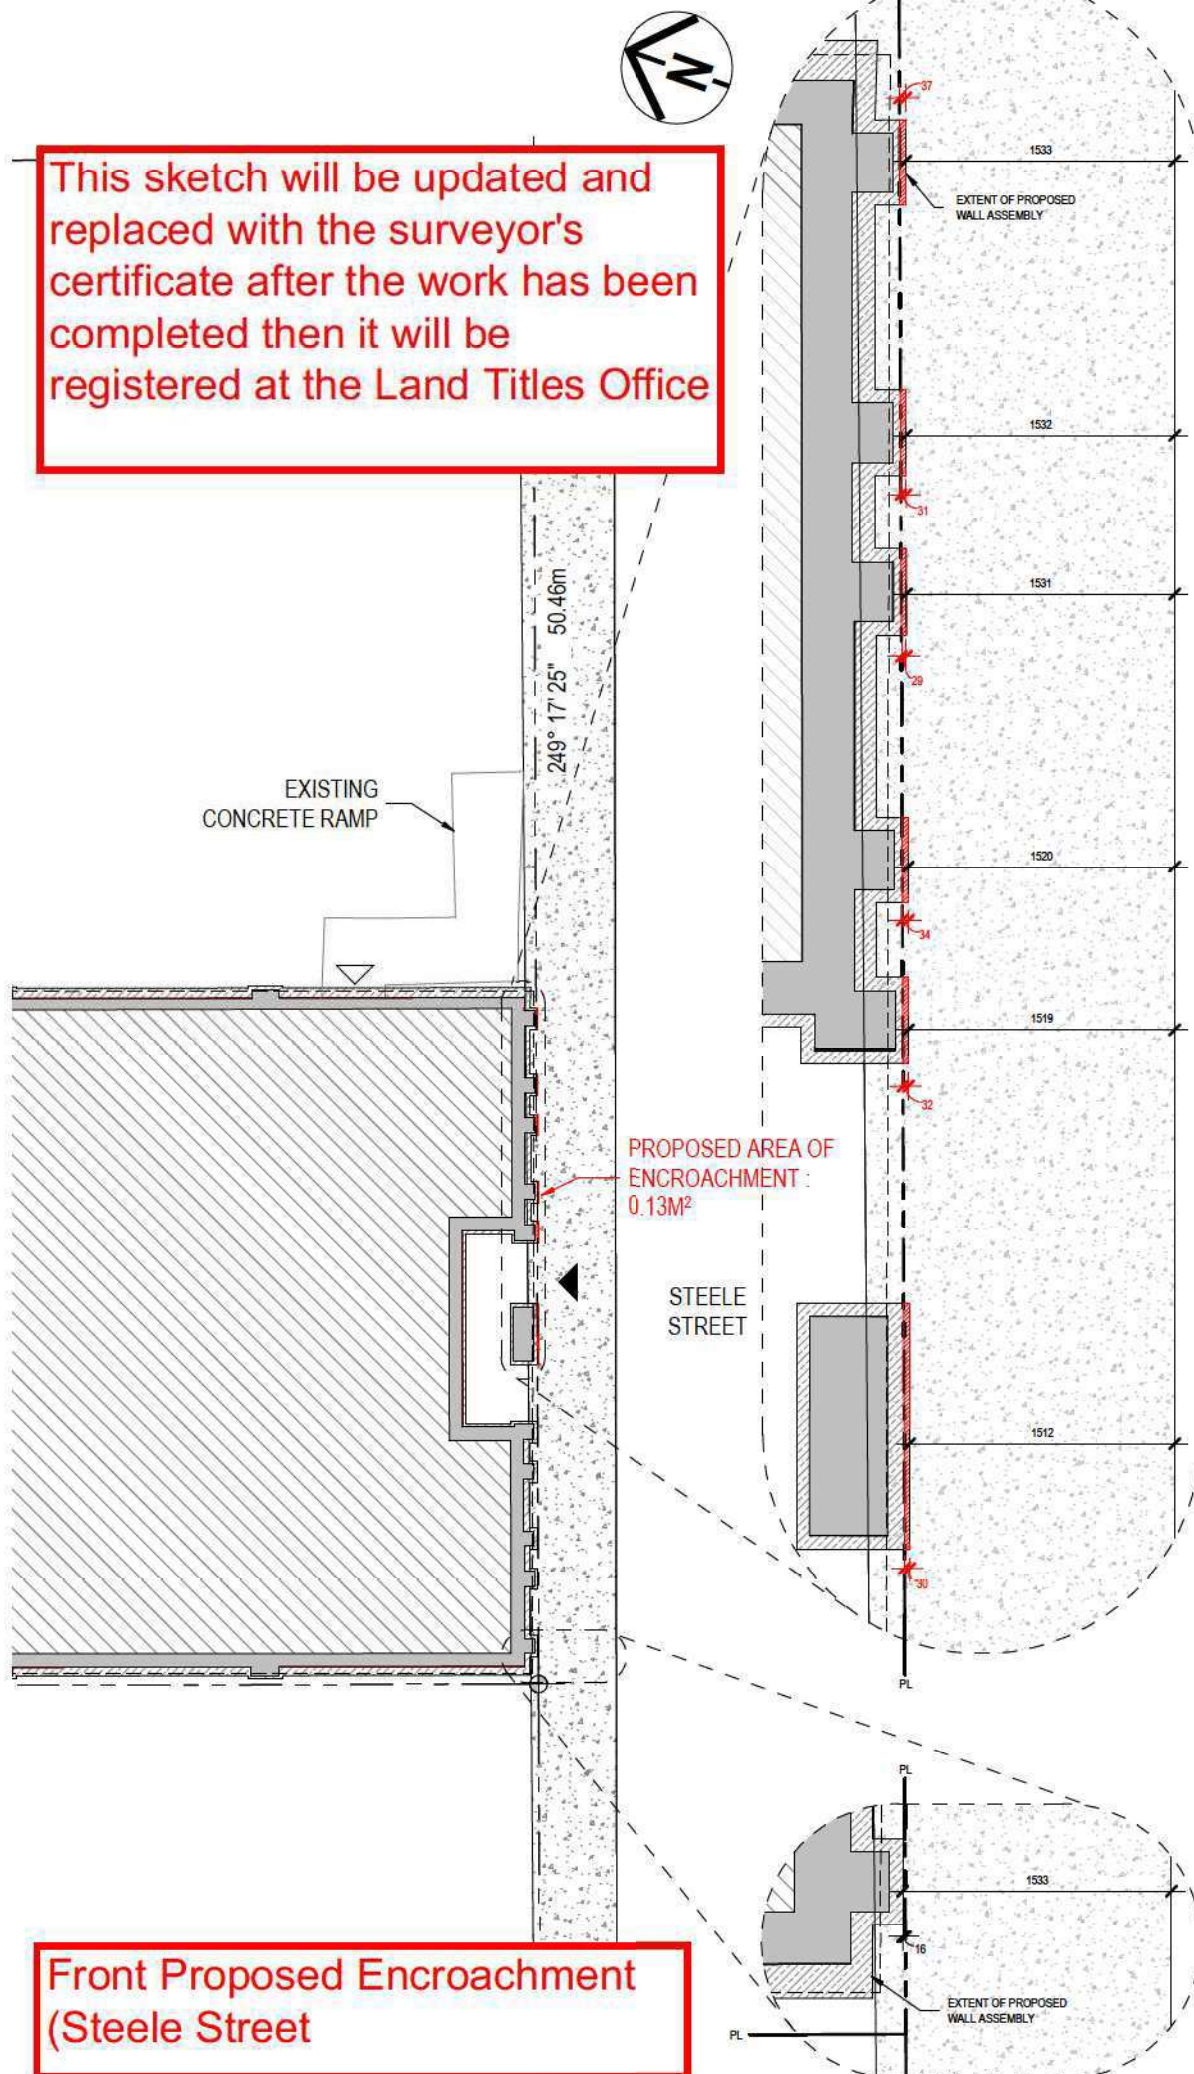 N
37
1533
EXTENT OF PROPOSED
WALL ASSEMBLY
This sketch will be updated and
replaced with the surveyor's
certificate after the work has been
completed then it will be
registered at the Land Titles Office
1532
31
1531
29
249° 17' 25" 50.46m
EXISTING
CONCRETE RAMP
1520
34
1519
32
PROPOSED AREA OF
ENCROACHMENT :
0.13M²
STEELE
STREET
1512
30
PL
PL
1533
16
EXTENT OF PROPOSED
WALL ASSEMBLY
PL
Front Proposed Encroachment
(Steele Street